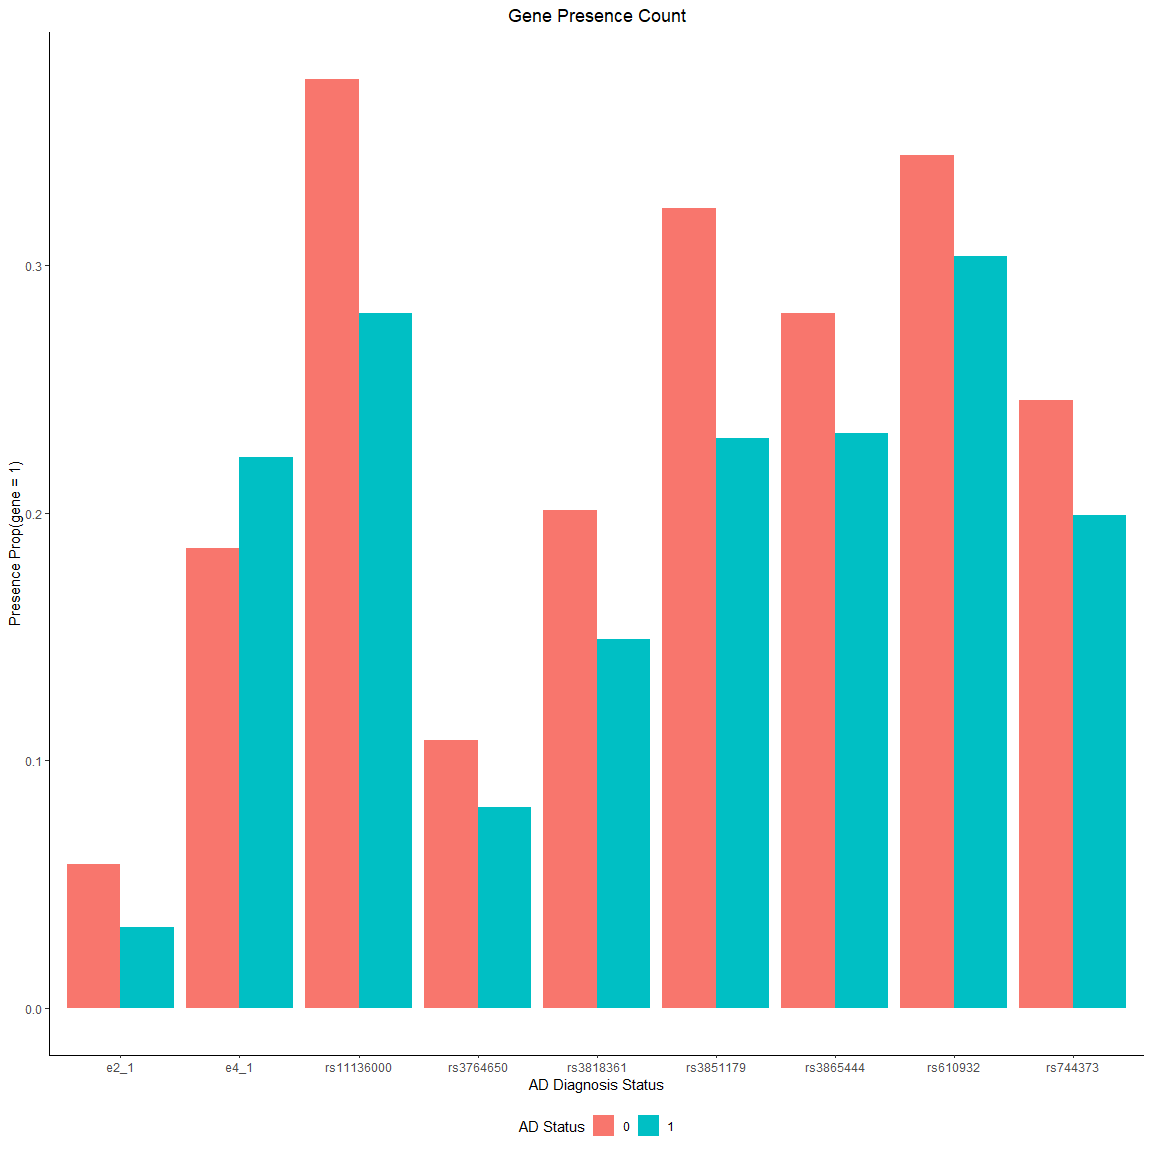 Gene Presence Count
Presence Prop(gene = 1)
0.3
0.2
0.1
0.0
e2_1 e4_1 rs11136000 rs3764650 rs3818361 rs3851179 rs3865444 rs610932 rs744373
AD Diagnosis Status
AD Status 0 1